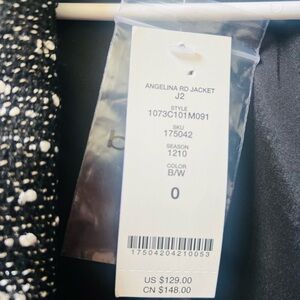 ANGELINA RD JACKET
J2
STYLE
1073C101M091
SKU
175042
SEASON
1210
COLOR
B/W
0
17504204210053
US $129.00
CN $148.00